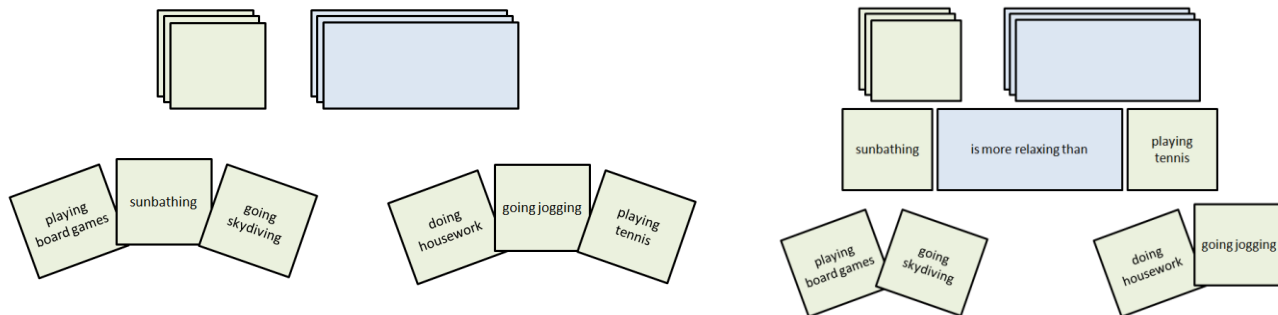 playing
board games
sunbathing
going
skydiving
doing
housework
going jogging
playing
tennis
sunbathing
is more relaxing than
playing
tennis
playing
board games
going
skydiving
doing
housework
going jogging